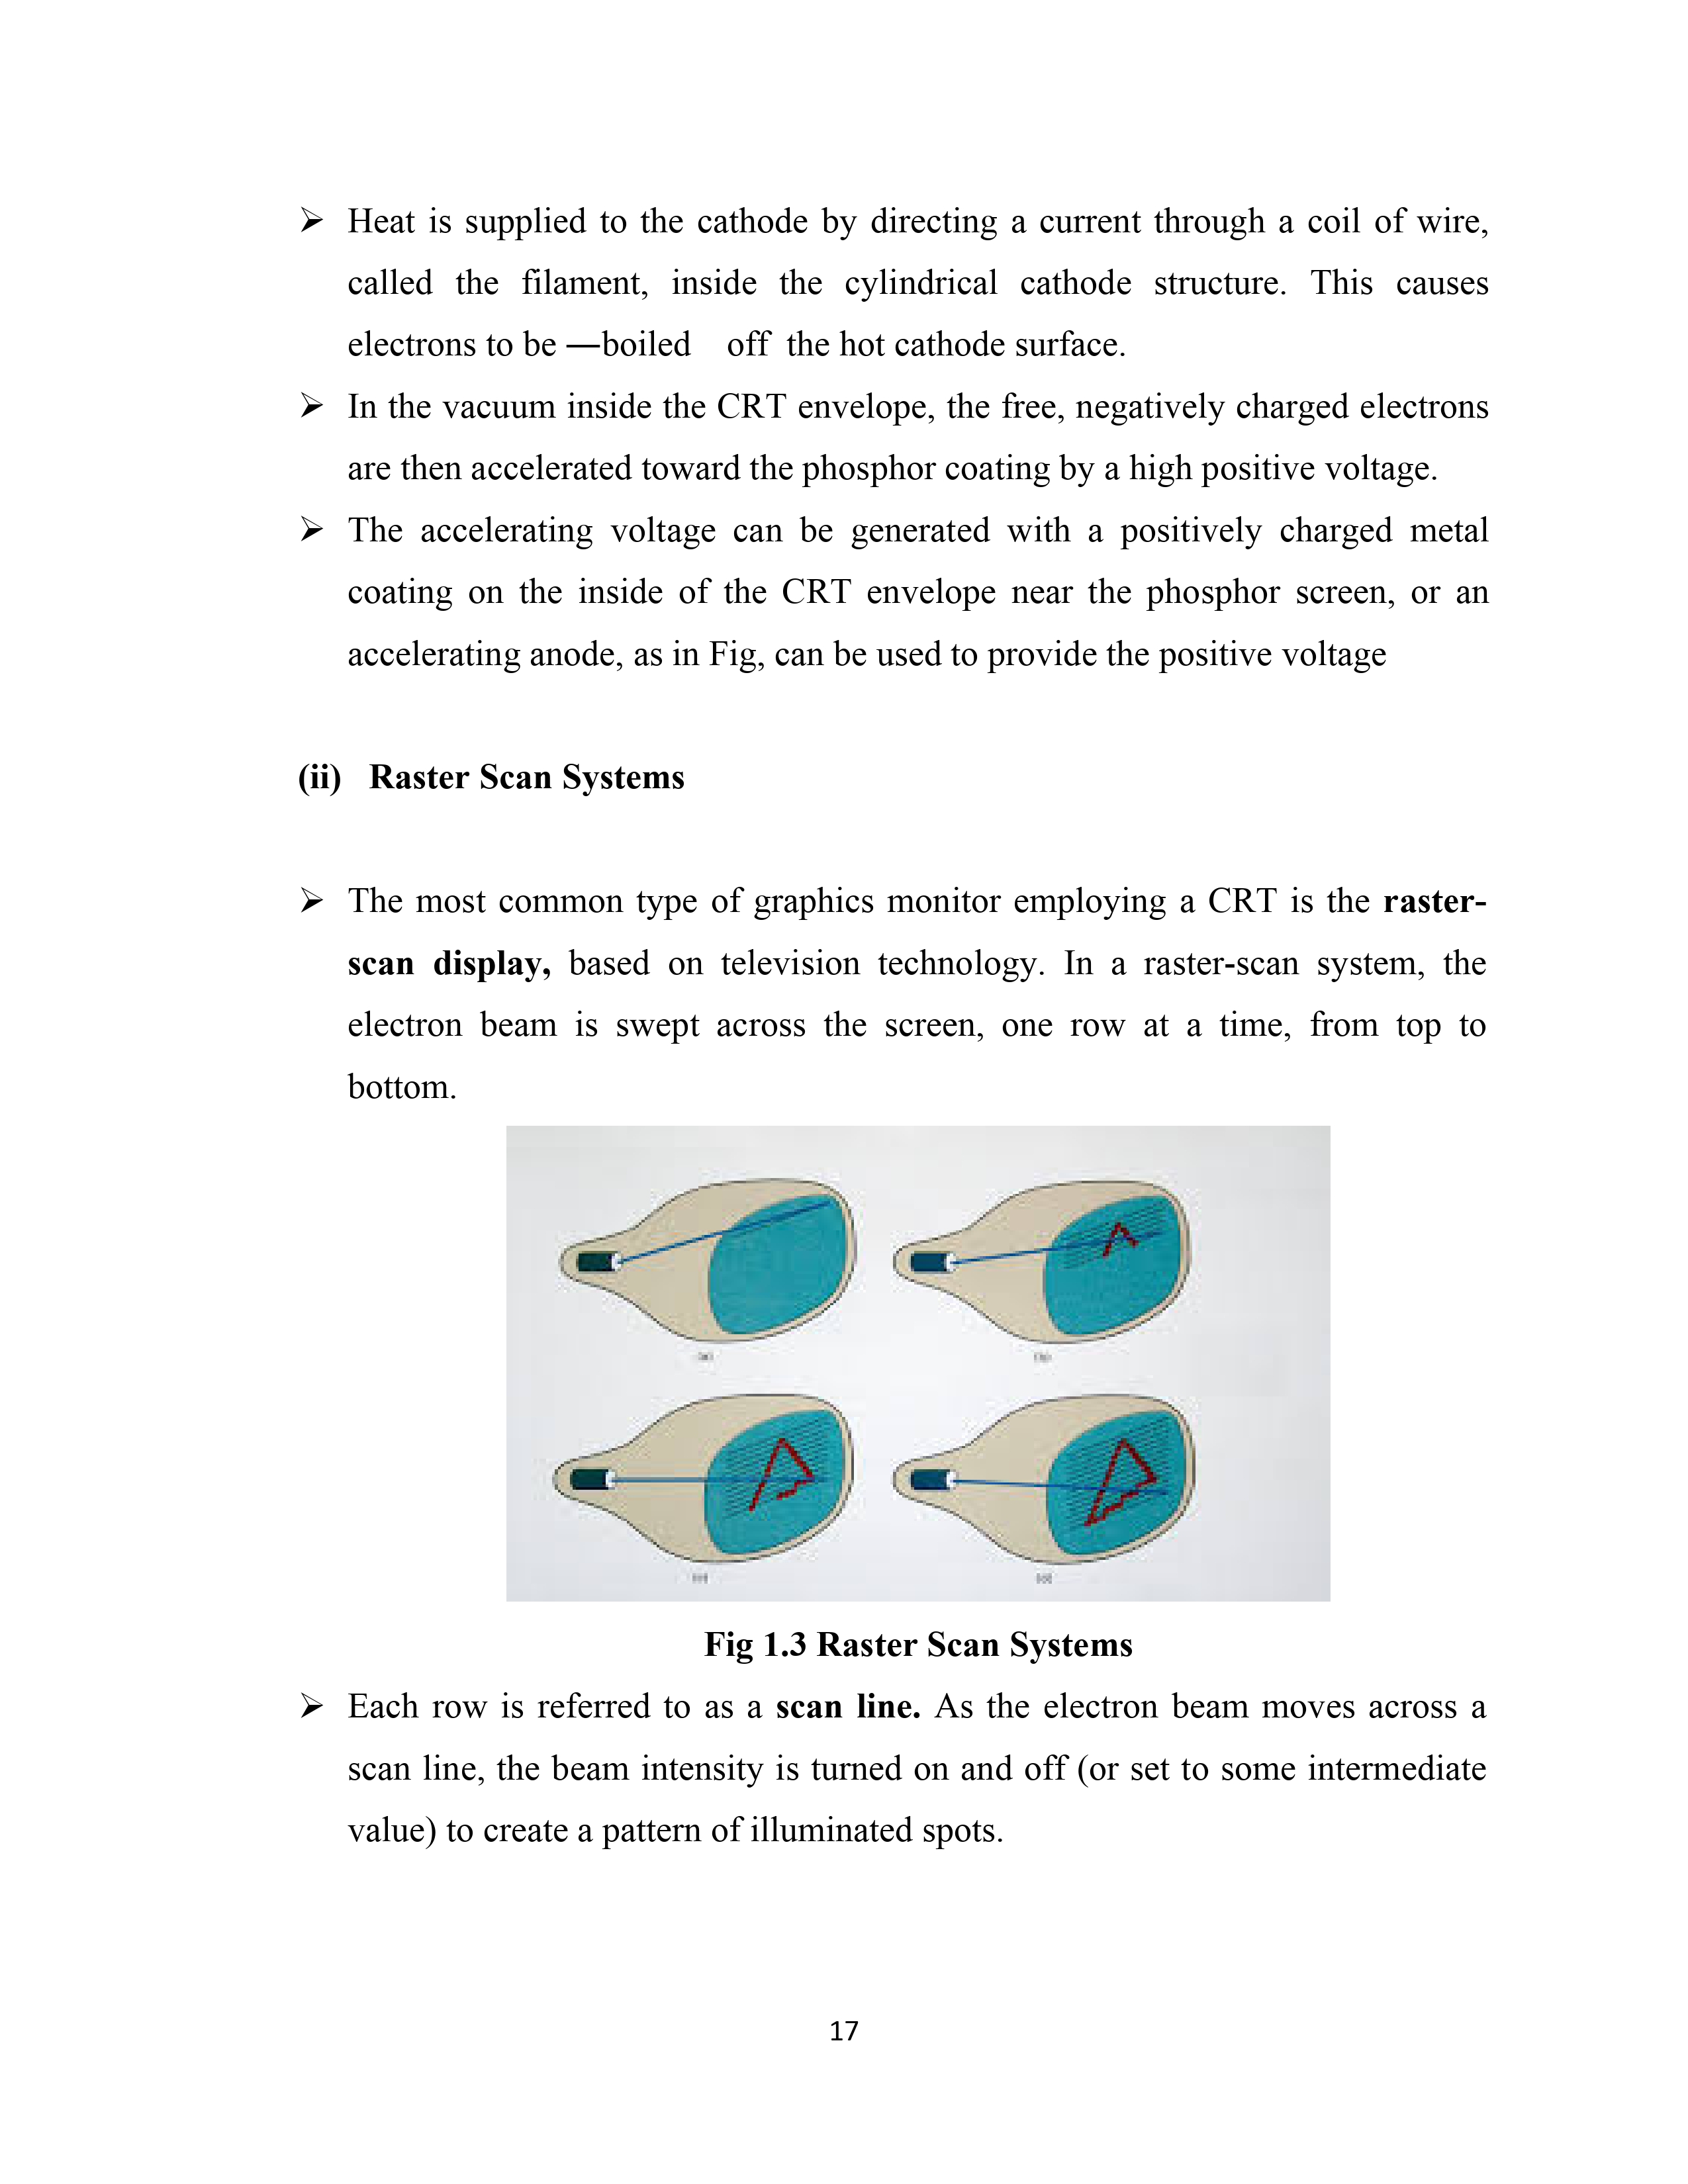 ➢ Heat is supplied to the cathode by directing a current through a coil of wire,
called the filament, inside the cylindrical cathode structure. This causes
electrons to be ―boiled off the hot cathode surface.
➢ In the vacuum inside the CRT envelope, the free, negatively charged electrons
are then accelerated toward the phosphor coating by a high positive voltage.
➢ The accelerating voltage can be generated with a positively charged metal
coating on the inside of the CRT envelope near the phosphor screen, or an
accelerating anode, as in Fig, can be used to provide the positive voltage
(ii) Raster Scan Systems
➢ The most common type of graphics monitor employing a CRT is the raster-
scan display, based on television technology. In a raster-scan system, the
electron beam is swept across the screen, one row at a time, from top to
bottom.
Fig 1.3 Raster Scan Systems
➢ Each row is referred to as a scan line. As the electron beam moves across a
scan line, the beam intensity is turned on and off (or set to some intermediate
value) to create a pattern of illuminated spots.
17